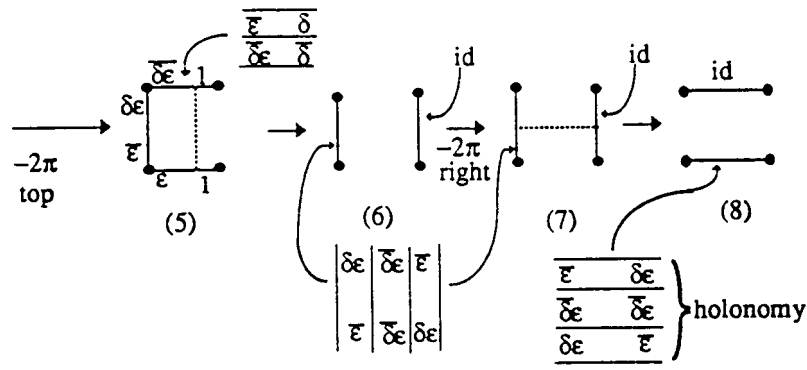 ε̅ δ
δ̅ε̅ δ̅
δ̅ε̅ 1
δε
ε̅
ε 1
−2π
top
(5)
id
(6)
−2π
right
id
(7)
id
(8)
δε δ̅ε ε̅
ε̅ δ̅ε δε
ε̅ δε
δ̅ε δ̅ε
δε ε̅
holonomy